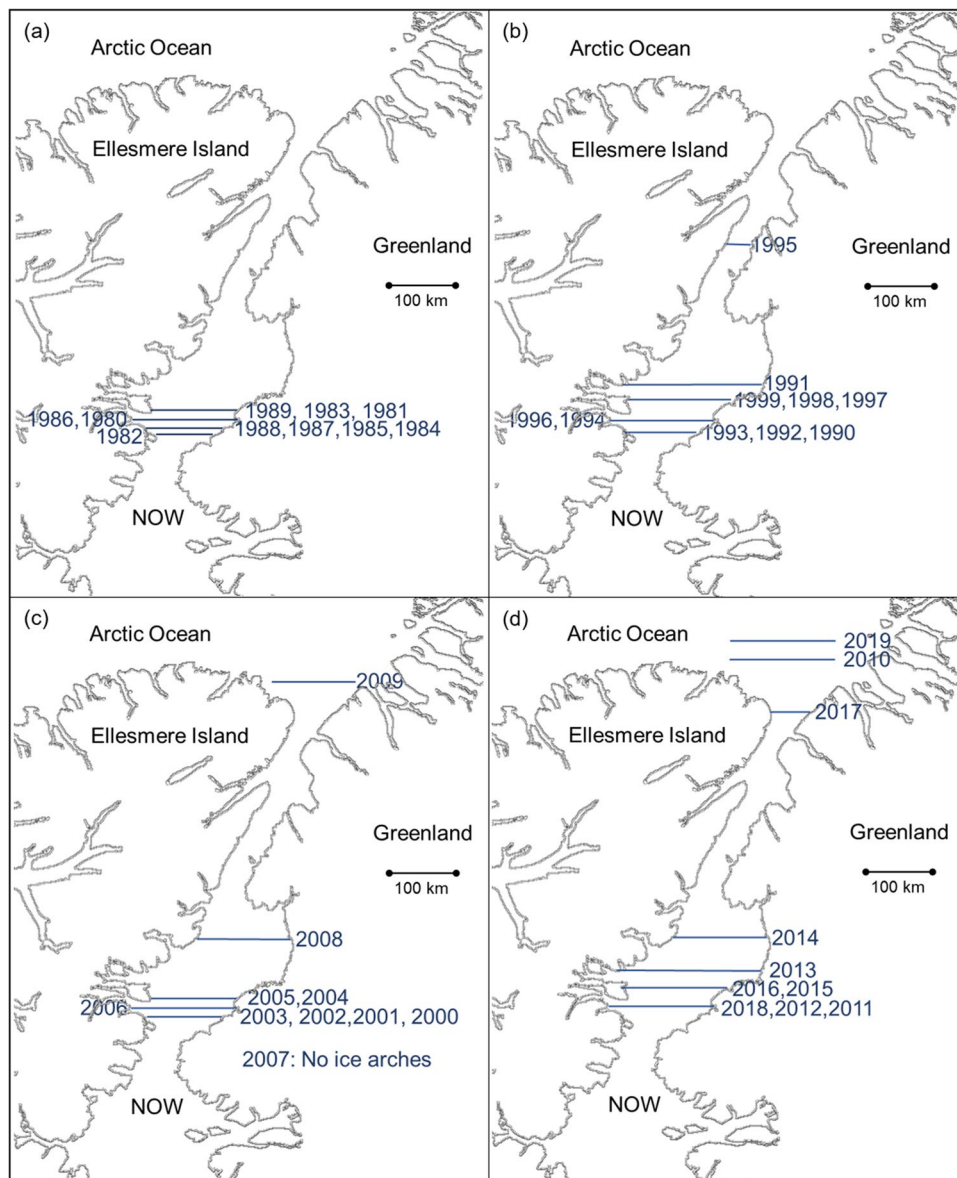 (a)
Arctic Ocean
Ellesmere Island
Greenland
100 km
1989, 1983, 1981
1986,1980
1988,1987,1985,1984
1982
NOW
(b)
Arctic Ocean
Ellesmere Island
1995
Greenland
100 km
1991
1999,1998,1997
1996,1994
1993,1992,1990
NOW
(c)
Arctic Ocean
2009
Ellesmere Island
Greenland
100 km
2008
2005,2004
2006
2003, 2002,2001, 2000
2007: No ice arches
NOW
(d)
Arctic Ocean
2019
2010
2017
Ellesmere Island
Greenland
100 km
2014
2013
2016,2015
2018,2012,2011
NOW